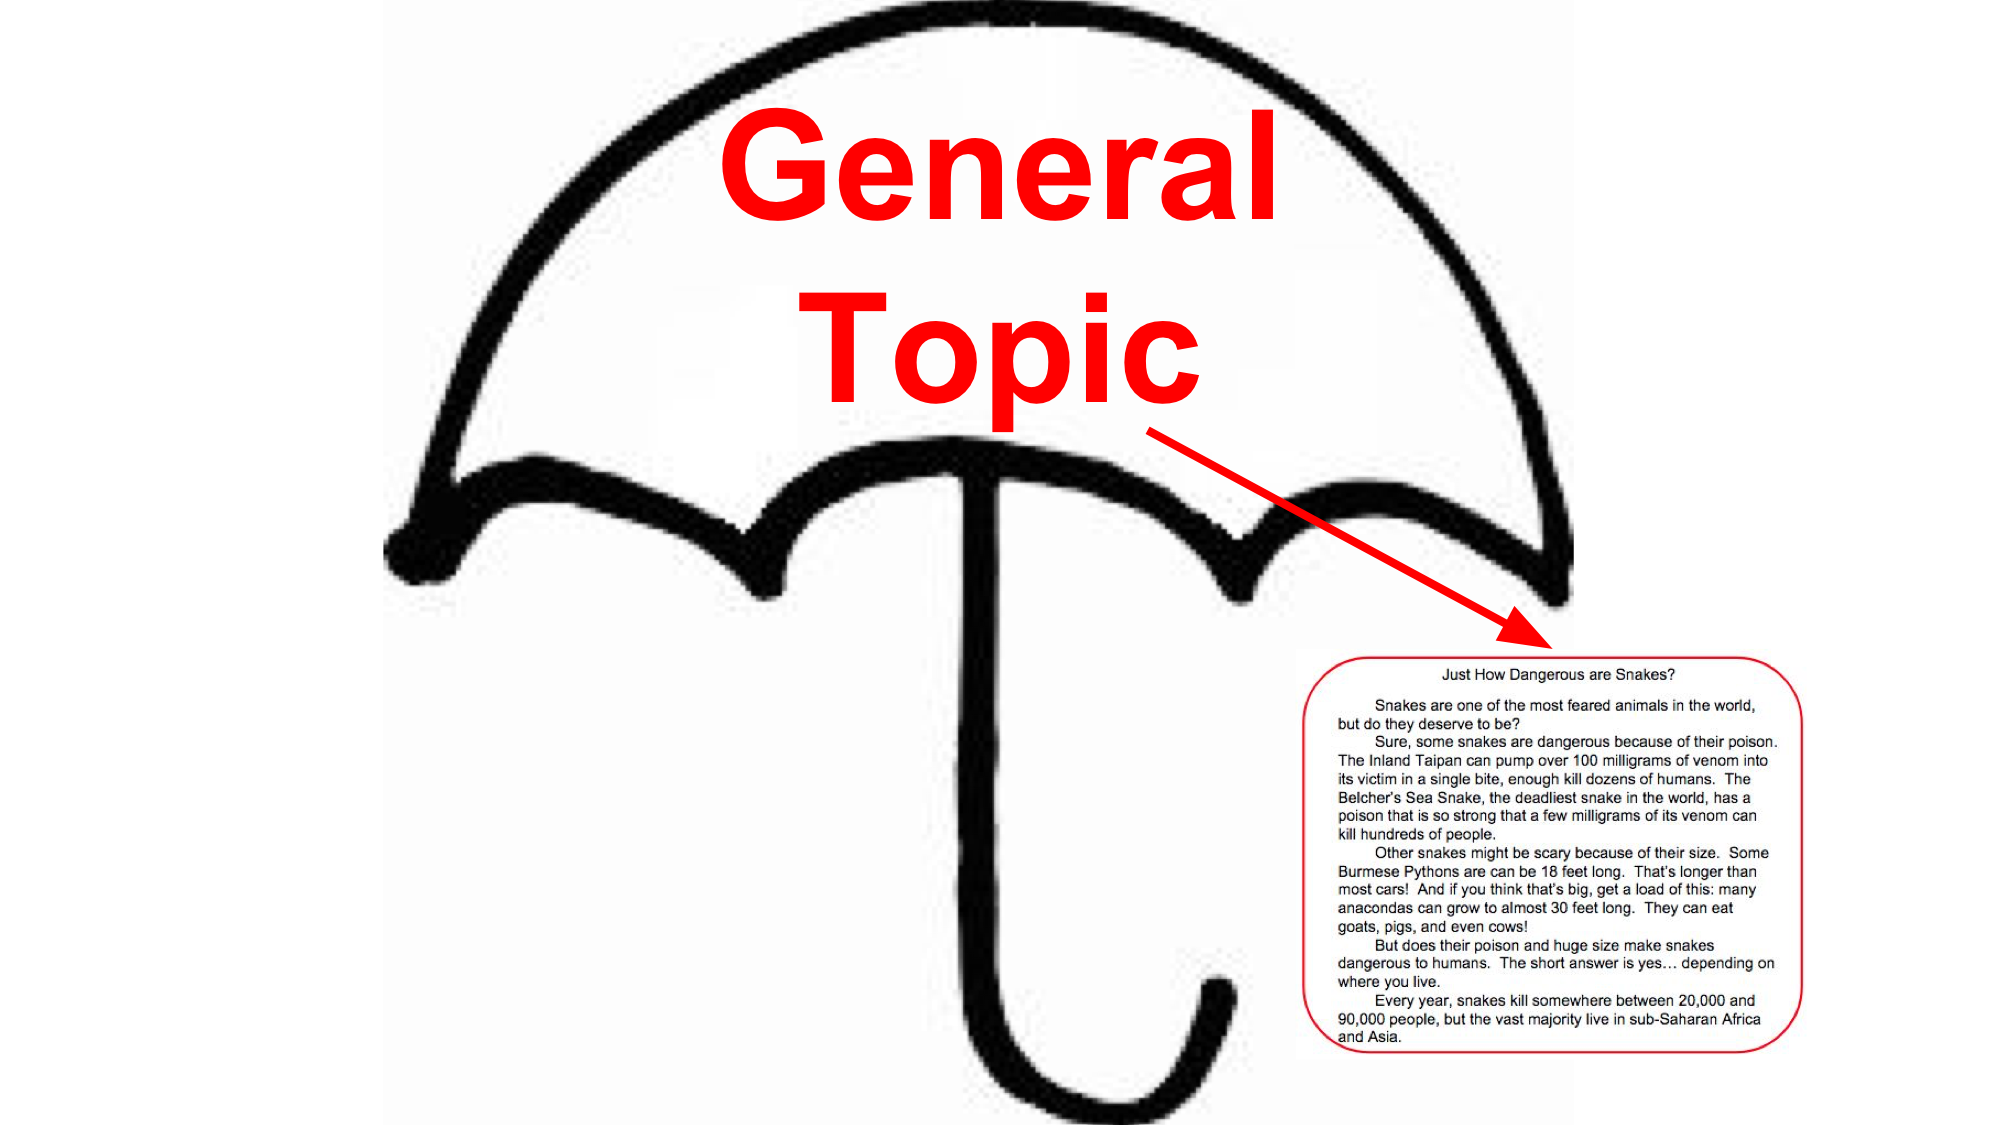 General
Topic
Just How Dangerous are Snakes?
Snakes are one of the most feared animals in the world,
but do they deserve to be?
Sure, some snakes are dangerous because of their poison.
The Inland Taipan can pump over 100 milligrams of venom into
its victim in a single bite, enough kill dozens of humans.  The
Belcher's Sea Snake, the deadliest snake in the world, has a
poison that is so strong that a few milligrams of its venom can
kill hundreds of people.
Other snakes might be scary because of their size.  Some
Burmese Pythons are can be 18 feet long.  That's longer than
most cars!  And if you think that's big, get a load of this: many
anacondas can grow to almost 30 feet long.  They can eat
goats, pigs, and even cows!
But does their poison and huge size make snakes
dangerous to humans.  The short answer is yes… depending on
where you live.
Every year, snakes kill somewhere between 20,000 and
90,000 people, but the vast majority live in sub-Saharan Africa
and Asia.